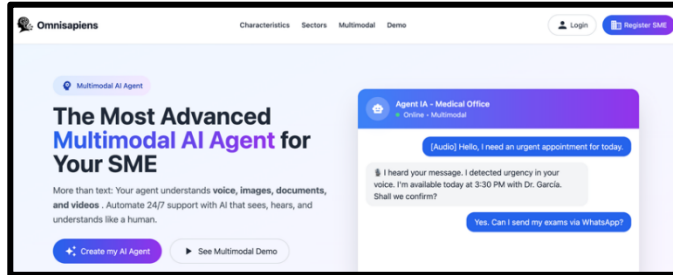 Omnisapiens
Characteristics Sectors Multimodal Demo
Login
Register SME
Multimodal AI Agent
The Most Advanced
Multimodal AI Agent for
Your SME
More than text: Your agent understands voice, images, documents,
and videos . Automate 24/7 support with AI that sees, hears, and
understands like a human.
Create my AI Agent
See Multimodal Demo
Agent IA - Medical Office
Online - Multimodal
[Audio] Hello, I need an urgent appointment for today.
I heard your message. I detected urgency in your
voice. I'm available today at 3:30 PM with Dr. García.
Shall we confirm?
Yes. Can I send my exams via WhatsApp?